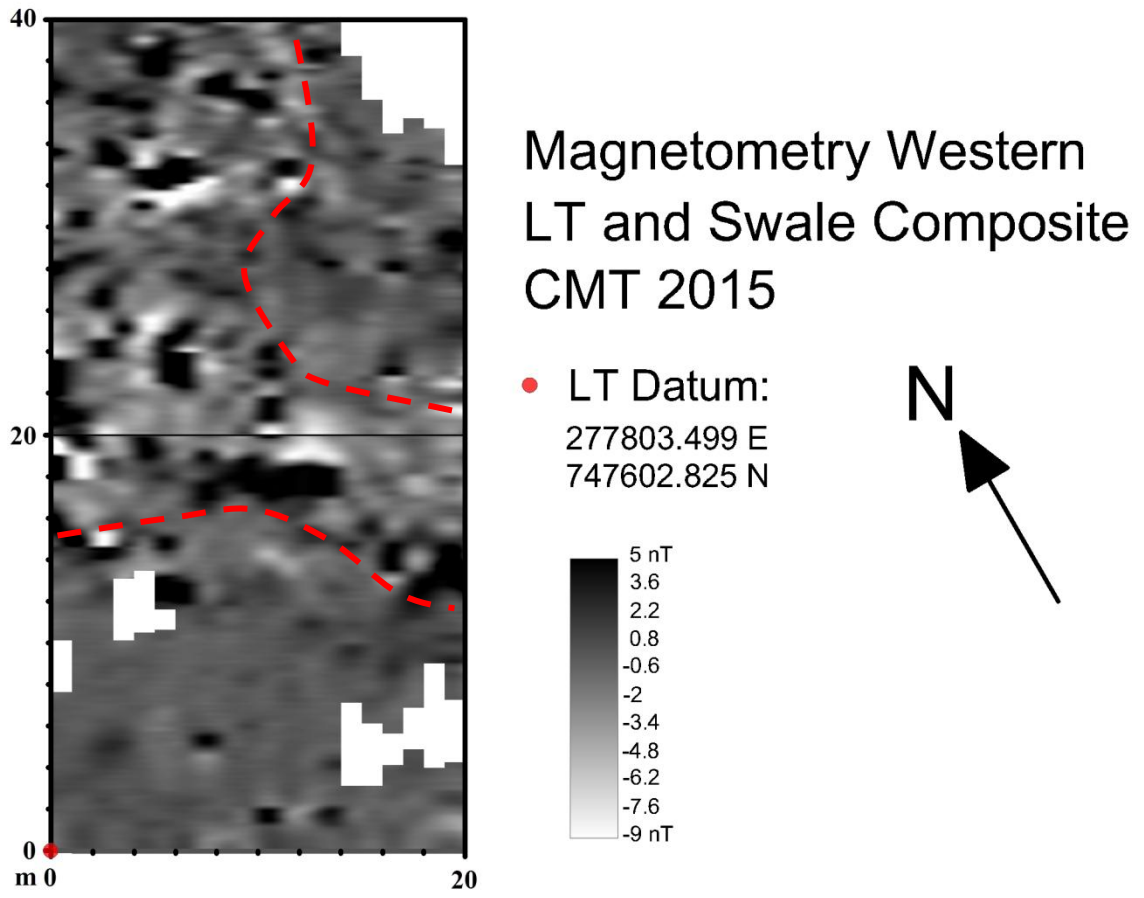 40
20
0
m 0
20
Magnetometry Western
LT and Swale Composite
CMT 2015
LT Datum:
277803.499 E
747602.825 N
N
5 nT
3.6
2.2
0.8
-0.6
-2
-3.4
-4.8
-6.2
-7.6
-9 nT